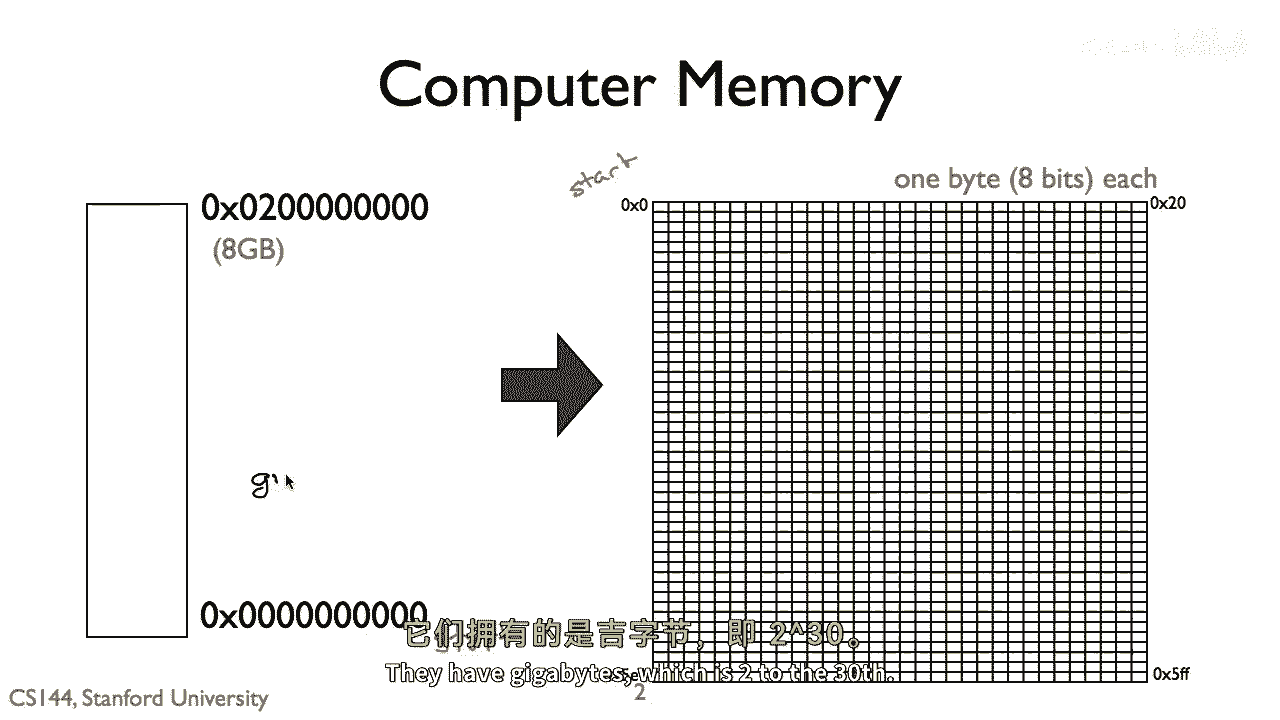 Computer Memory
start
one byte (8 bits) each
0x0200000000
0x0
0x20
(8GB)
gi
0x0000000000
它们拥有的是吉字节，即 2^30。
They have gigabytes, which is 2 to the 30th.
0x5ff
CS144, Stanford University
2